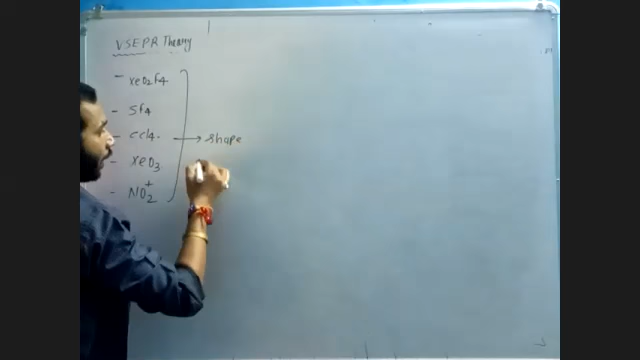 VSEPR Theory
- XeO2F4
- SF4
- CCl4.
→ shape
- XeO3
- NO2+